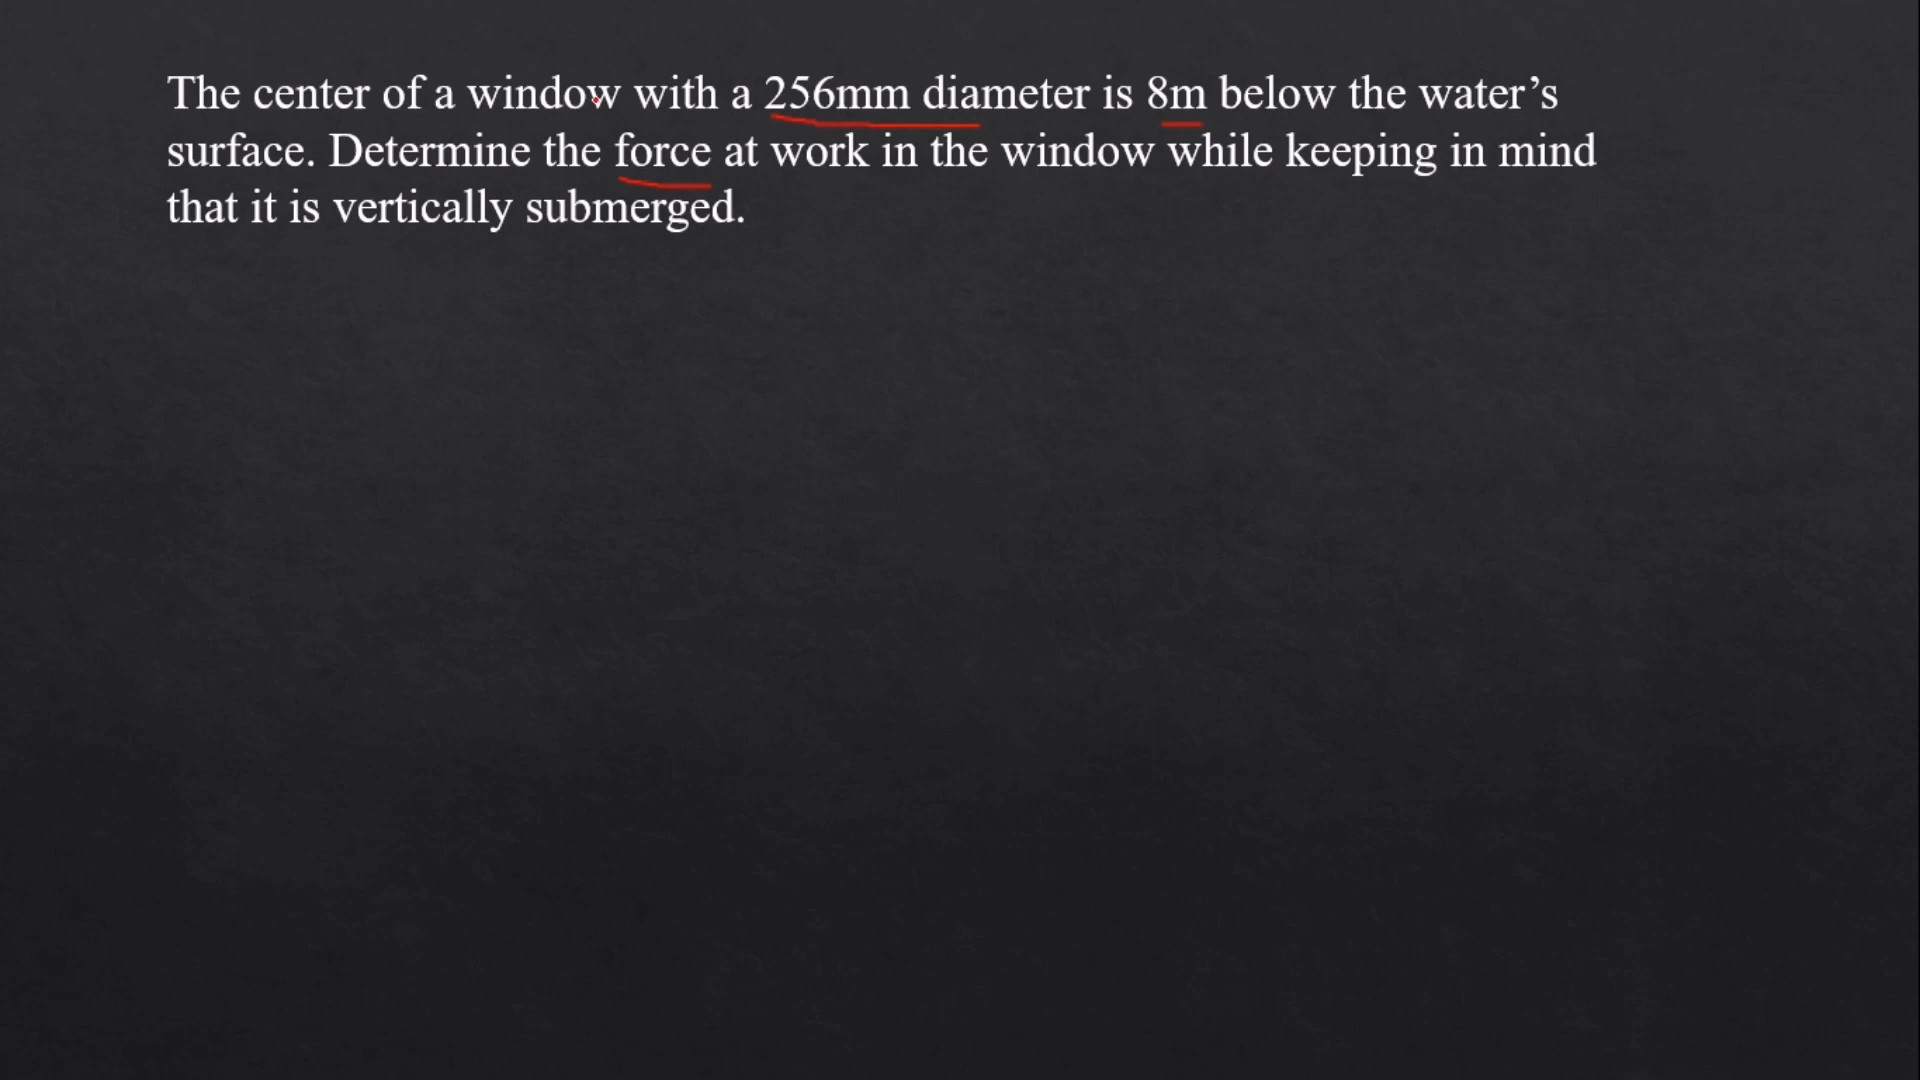 The center of a window with a 256mm diameter is 8m below the water’s
surface. Determine the force at work in the window while keeping in mind
that it is vertically submerged.